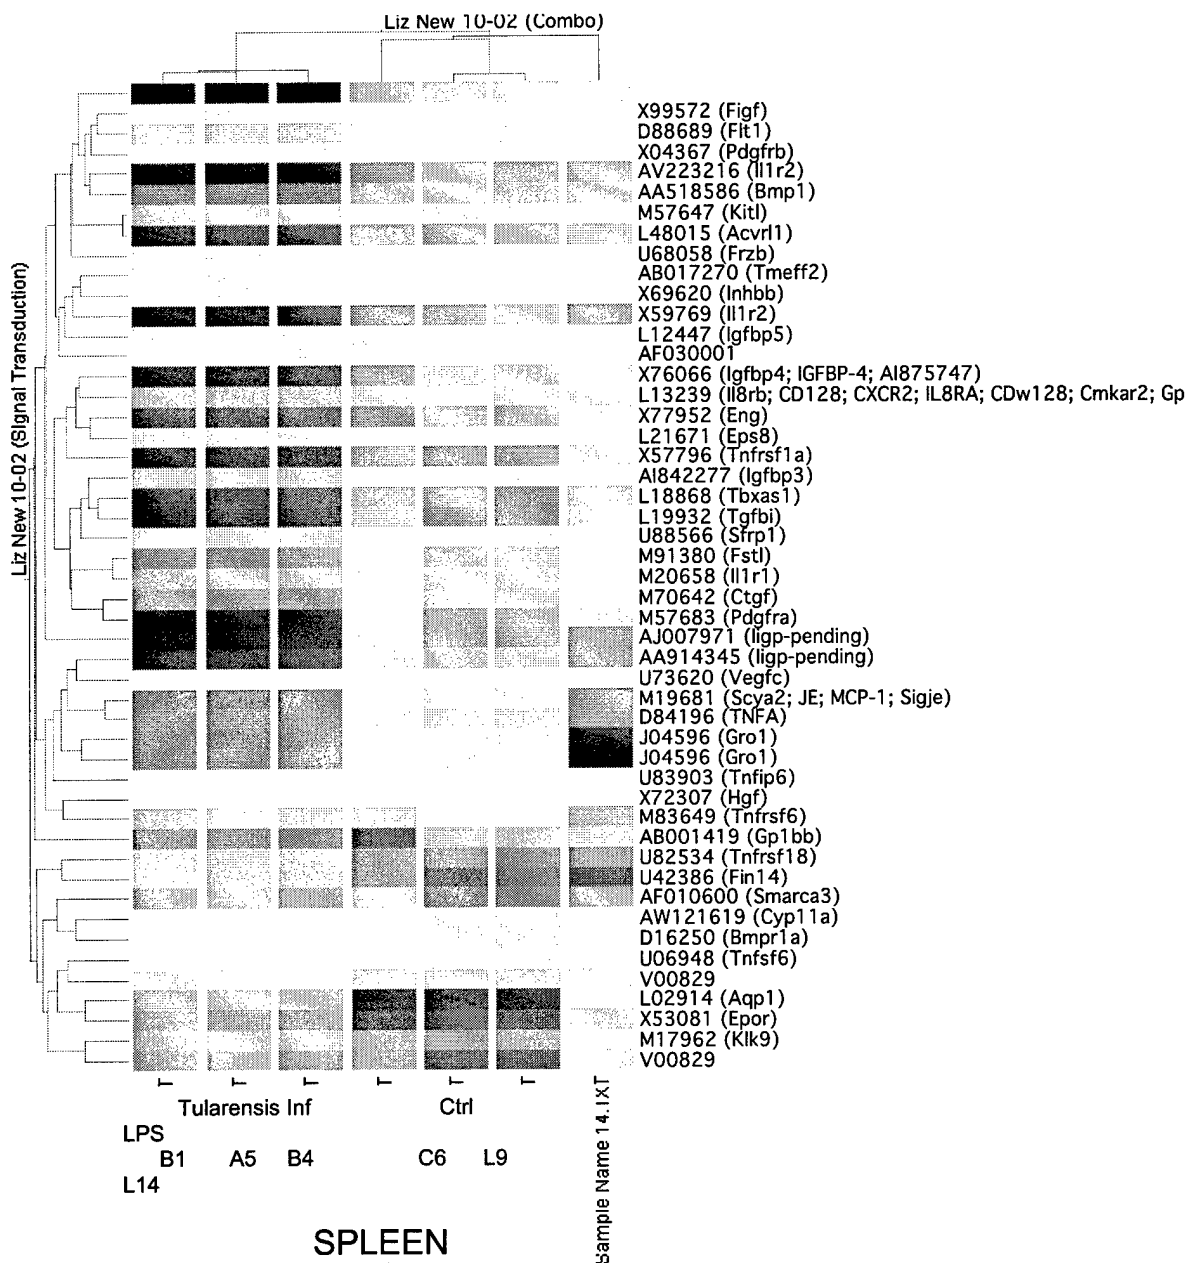 Liz New 10-02 (Combo)
Liz New 10-02 (SIgnal Transduction)
X99572 (Figf)
D88689 (Flt1)
X04367 (Pdgfrb)
AV223216 (Il1r2)
AA518586 (Bmp1)
M57647 (Kitl)
L48015 (Acvrl1)
U68058 (Frzb)
AB017270 (Tmeff2)
X69620 (Inhbb)
X59769 (Il1r2)
L12447 (Igfbp5)
AF030001
X76066 (Igfbp4; IGFBP-4; AI875747)
L13239 (Il8rb; CD128; CXCR2; IL8RA; CDw128; Cmkar2; Gp
X77952 (Eng)
L21671 (Eps8)
X57796 (Tnfrsf1a)
AI842277 (Igfbp3)
L18868 (Tbxas1)
L19932 (Tgfbi)
U88566 (Sfrp1)
M91380 (Fstl)
M20658 (Il1r1)
M70642 (Ctgf)
M57683 (Pdgfra)
AJ007971 (Iigp-pending)
AA914345 (Iigp-pending)
U73620 (Vegfc)
M19681 (Scya2; JE; MCP-1; Sigje)
D84196 (TNFA)
J04596 (Gro1)
J04596 (Gro1)
U83903 (Tnfip6)
X72307 (Hgf)
M83649 (Tnfrsf6)
AB001419 (Gp1bb)
U82534 (Tnfrsf18)
U42386 (Fin14)
AF010600 (Smarca3)
AW121619 (Cyp11a)
D16250 (Bmpr1a)
U06948 (Tnfsf6)
V00829
L02914 (Aqp1)
X53081 (Epor)
M17962 (Klk9)
V00829
T T T T T T
Sample Name 14.IXT
Tularensis Inf Ctrl
LPS
B1 A5 B4 C6 L9
L14
SPLEEN